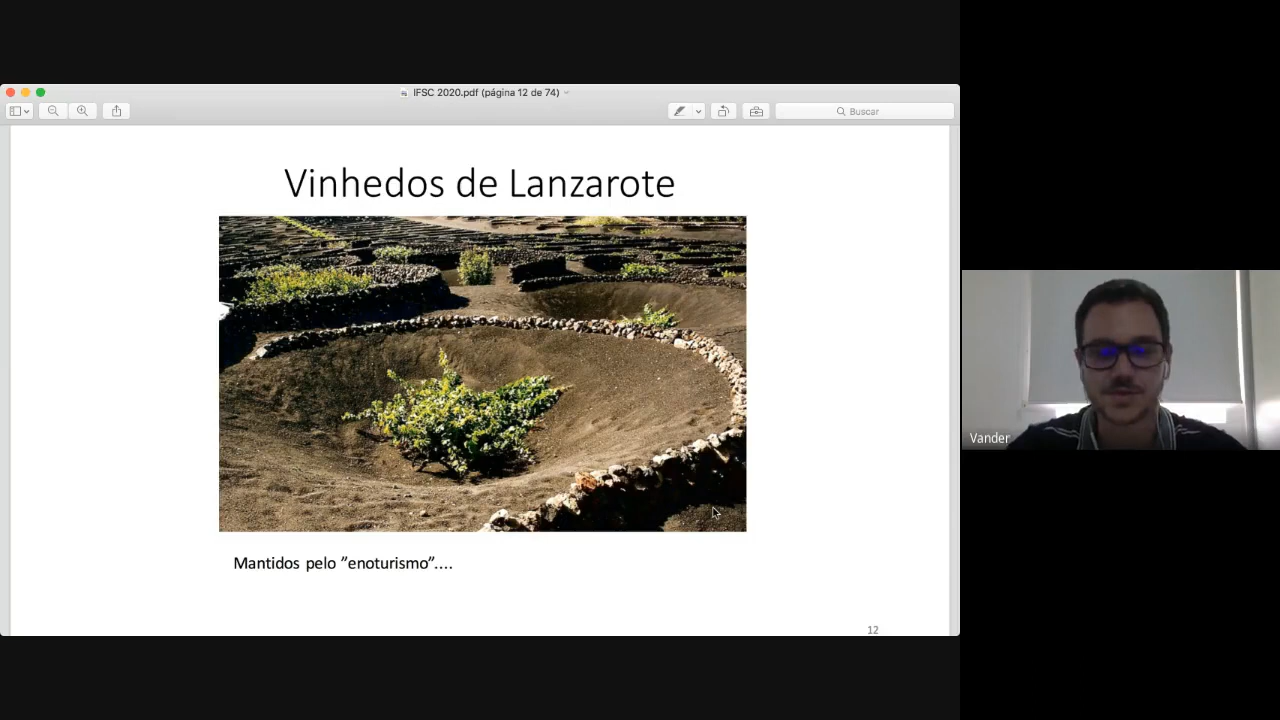 IFSC 2020.pdf (página 12 de 74)
Buscar
Vinhedos de Lanzarote
Mantidos pelo ”enoturismo”....
12
Vander